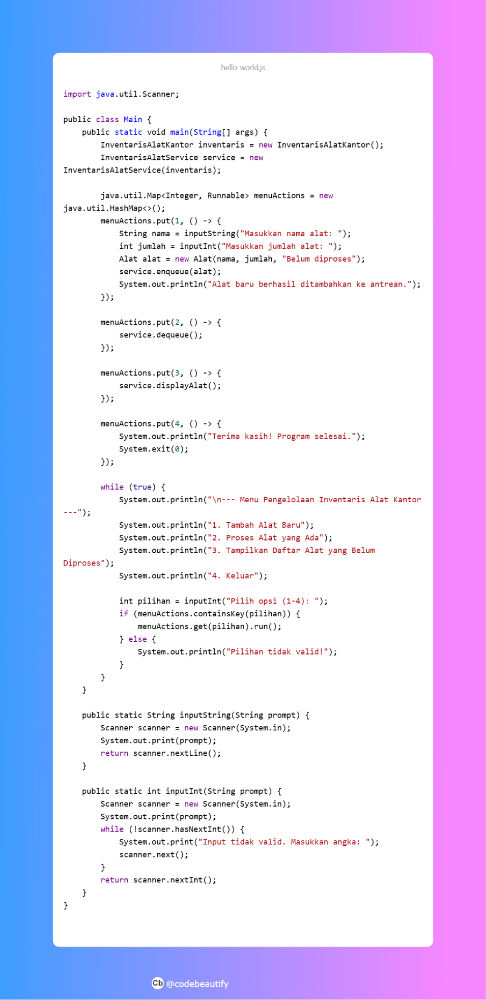 hello-world.js
import java.util.Scanner;
public class Main {
    public static void main(String[] args) {
        InventarisAlatKantor inventaris = new InventarisAlatKantor();
        InventarisAlatService service = new
InventarisAlatService(inventaris);
        java.util.Map<Integer, Runnable> menuActions = new
java.util.HashMap<>();
        menuActions.put(1, () -> {
            String nama = inputString("Masukkan nama alat: ");
            int jumlah = inputInt("Masukkan jumlah alat: ");
            Alat alat = new Alat(nama, jumlah, "Belum diproses");
            service.enqueue(alat);
            System.out.println("Alat baru berhasil ditambahkan ke antrean.");
        });
        menuActions.put(2, () -> {
            service.dequeue();
        });
        menuActions.put(3, () -> {
            service.displayAlat();
        });
        menuActions.put(4, () -> {
            System.out.println("Terima kasih! Program selesai.");
            System.exit(0);
        });
        while (true) {
            System.out.println("\n--- Menu Pengelolaan Inventaris Alat Kantor
---");
            System.out.println("1. Tambah Alat Baru");
            System.out.println("2. Proses Alat yang Ada");
            System.out.println("3. Tampilkan Daftar Alat yang Belum
Diproses");
            System.out.println("4. Keluar");
            int pilihan = inputInt("Pilih opsi (1-4): ");
            if (menuActions.containsKey(pilihan)) {
                menuActions.get(pilihan).run();
            } else {
                System.out.println("Pilihan tidak valid!");
            }
        }
    }
    public static String inputString(String prompt) {
        Scanner scanner = new Scanner(System.in);
        System.out.print(prompt);
        return scanner.nextLine();
    }
    public static int inputInt(String prompt) {
        Scanner scanner = new Scanner(System.in);
        System.out.print(prompt);
        while (!scanner.hasNextInt()) {
            System.out.print("Input tidak valid. Masukkan angka: ");
            scanner.next();
        }
        return scanner.nextInt();
    }
}
Cb @codebeautify